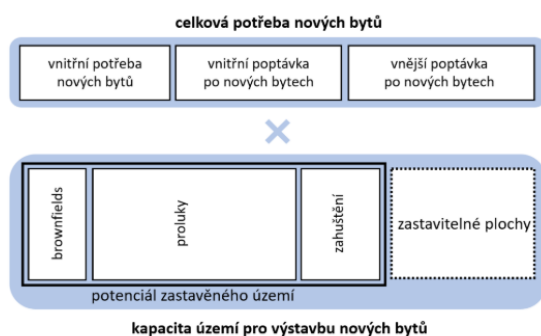 celková potřeba nových bytů
vnitřní potřeba
nových bytů
vnitřní poptávka
po nových bytech
vnější poptávka
po nových bytech
×
brownfields
proluky
zahuštění
zastavitelné plochy
potenciál zastavěného území
kapacita území pro výstavbu nových bytů